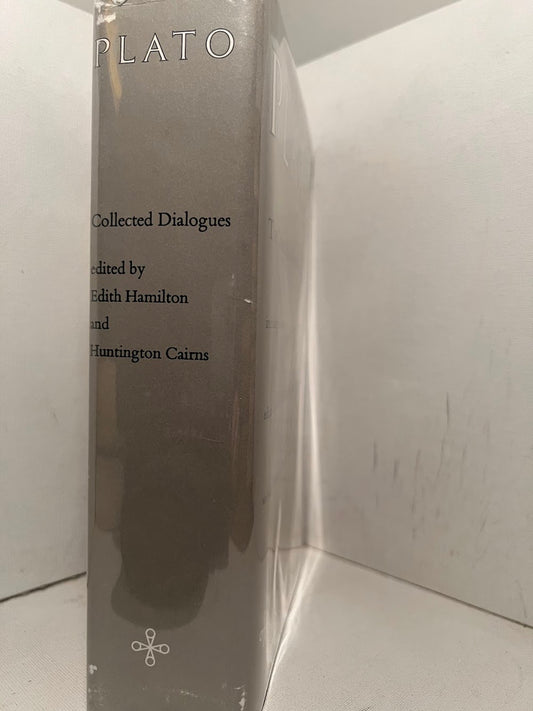 PLATO
Collected Dialogues
edited by
Edith Hamilton
and
Huntington Cairns